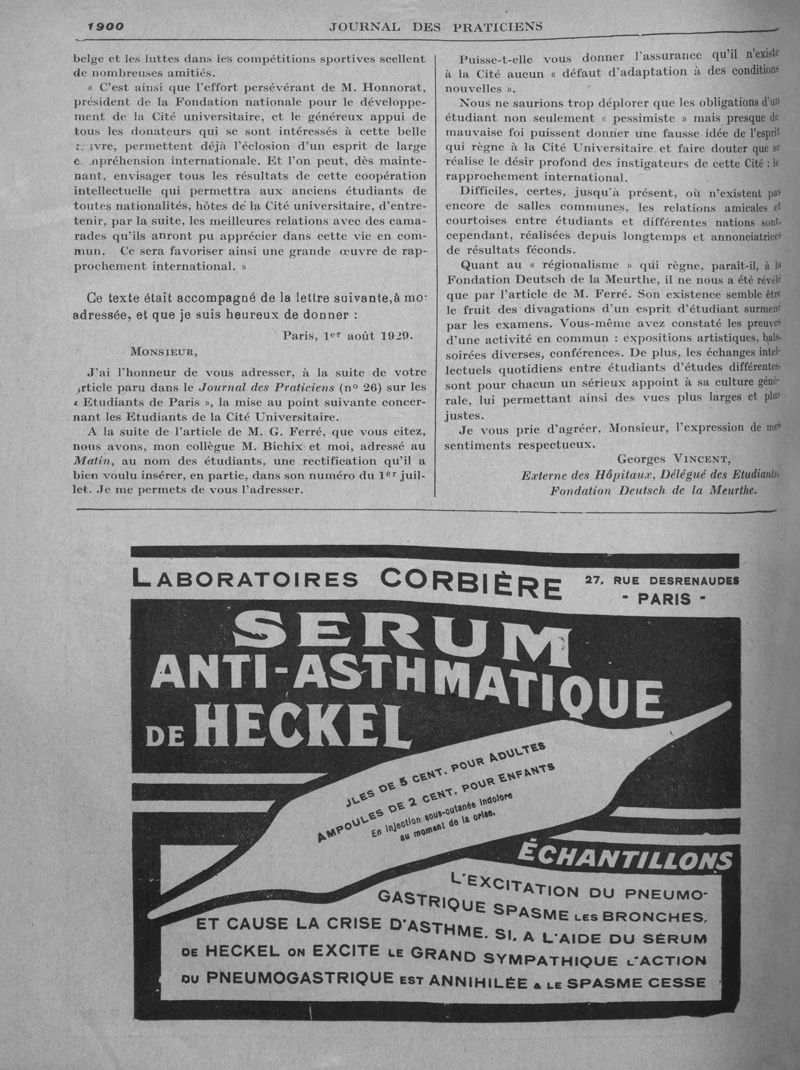 1900
JOURNAL DES PRATICIENS
belge et les luttes dans les compétitions sportives scellent
de nombreuses amitiés.
« C'est ainsi que l'effort persévérant de M. Honnorat,
président de la Fondation nationale pour le développe-
ment de la Cité universitaire, et le généreux appui de
tous les donateurs qui se sont intéressés à cette belle
permettent déjà l'éclosion d'un esprit de large
internationale. Et l'on peut, dès mainte-
nant, envisager tous les résultats de cette coopération
intellectuelle qui permettra aux anciens étudiants de
toutes nationalités, hôtes de la Cité universitaire, d'entre-
tenir, par la suite, les meilleures relations avec des cama-
rades qu'ils anront pu apprécier dans cette vie en com-
mun. Ce sera favoriser ainsi une grande œuvre de rap-
prochement international. »
Ce texte était accompagné de la lettre suivante, à moi
adressée, et que je suis heureux de donner :
Paris, 1er août 1929.
MONSIEUR,
J'ai l'honneur de vous adresser, à la suite de votre
article paru dans le Journal des Praticiens (n° 26) sur les
« Etudiants de Paris », la mise au point suivante concer-
nant les Etudiants de la Cité Universitaire.
A la suite de l'article de M. G. Ferré, que vous citez,
nous avons, mon collègue M. Bichix et moi, adressé au
Matin, au nom des étudiants, une rectification qu'il a
bien voulu insérer, en partie, dans son numéro du 1er juil-
let. Je me permets de vous l'adresser.
Puisse-t-elle vous donner l'assurance qu'il n'existe
à la Cité aucun « défaut d'adaptation à des conditions
nouvelles ».
Nous ne saurions trop déplorer que les obligations d'un
étudiant non seulement « pessimiste » mais presque de
mauvaise foi puissent donner une fausse idée de l'esprit
qui règne à la Cité Universitaire et faire douter que se
réalise le désir profond des instigateurs de cette Cité : le
rapprochement international.
Difficiles, certes, jusqu'à présent, où n'existent pas
encore de salles communes, les relations amicales et
courtoises entre étudiants et différentes nations sont,
cependant, réalisées depuis longtemps et annonciatrices
de résultats féconds.
Quant au « régionalisme » qui règne, paraît-il, à la
Fondation Deutsch de la Meurthe, il ne nous a été révélé
que par l'article de M. Ferré. Son existence semble être
le fruit des divagations d'un esprit d'étudiant surmené
par les examens. Vous-même avez constaté les preuves
d'une activité en commun : expositions artistiques, bals,
soirées diverses, conférences. De plus, les échanges intel-
lectuels quotidiens entre étudiants d'études différentes,
sont pour chacun un sérieux appoint à sa culture géné-
rale, lui permettant ainsi des vues plus larges et plus
justes.
Je vous prie d'agréer, Monsieur, l'expression de mes
sentiments respectueux.
Georges VINCENT,
Externe des Hôpitaux, Délégué des Etudiants,
Fondation Deutsch de la Meurthe.
LABORATOIRES CORBIÈRE
27, RUE DESRENAUDES
- PARIS -
SERUM
ANTI-ASTHMATIQUE
DE HECKEL
DE 5 CENT. POUR ADULTES
AMPOULES DE 2 CENT. POUR ENFANTS
En injection sous-cutanée indolore
au moment de la crise.
ÉCHANTILLONS
L'EXCITATION DU PNEUMO-
GASTRIQUE SPASME LES BRONCHES,
ET CAUSE LA CRISE D'ASTHME. SI, A L'AIDE DU SÉRUM
DE HECKEL ON EXCITE LE GRAND SYMPATHIQUE L'ACTION
DU PNEUMOGASTRIQUE EST ANNIHILÉE & LE SPASME CESSE